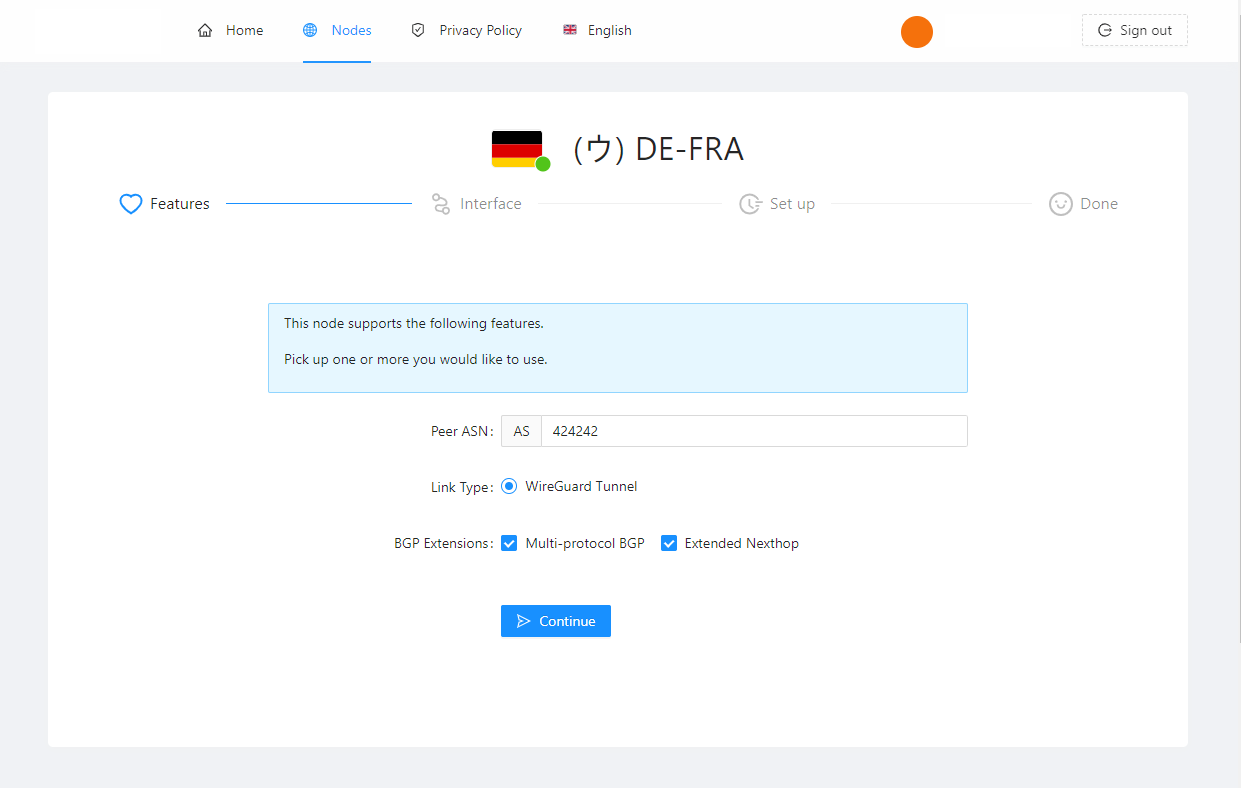 Home Nodes Privacy Policy English Sign out
(ウ) DE-FRA
Features Interface Set up Done
This node supports the following features.
Pick up one or more you would like to use.
Peer ASN: AS 424242
Link Type: WireGuard Tunnel
BGP Extensions: Multi-protocol BGP Extended Nexthop
Continue